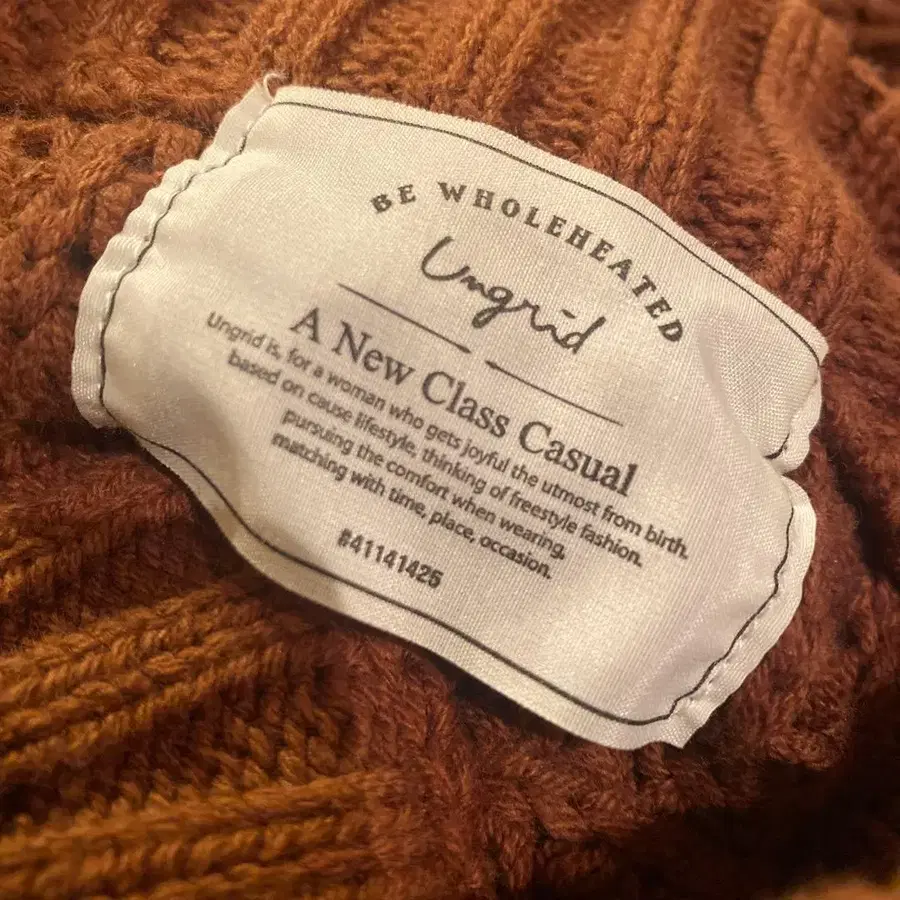 BE WHOLEHEATED
Ungrid
A New Class Casual
Ungrid is, for a woman who gets joyful the utmost from birth.
based on cause lifestyle, thinking of freestyle fashion.
pursuing the comfort when wearing,
matching with time, place, occasion.
#41141425